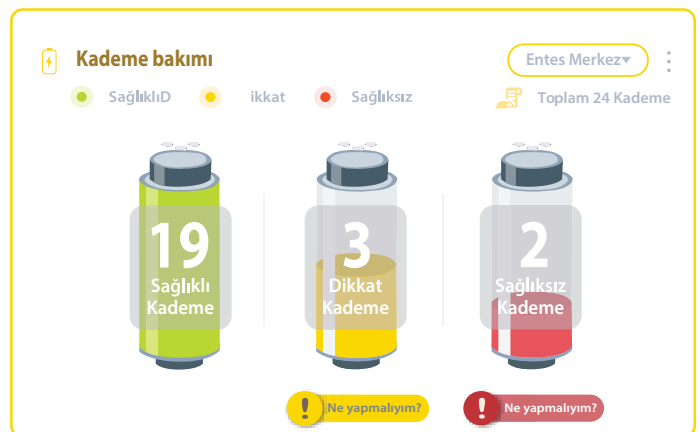 Kademe bakımı
Entes Merkez
SağlıklıD
ikkat
Sağlıksız
Toplam 24 Kademe
19
Sağlıklı
Kademe
3
Dikkat
Kademe
2
Sağlıksız
Kademe
Ne yapmalıyım?
Ne yapmalıyım?